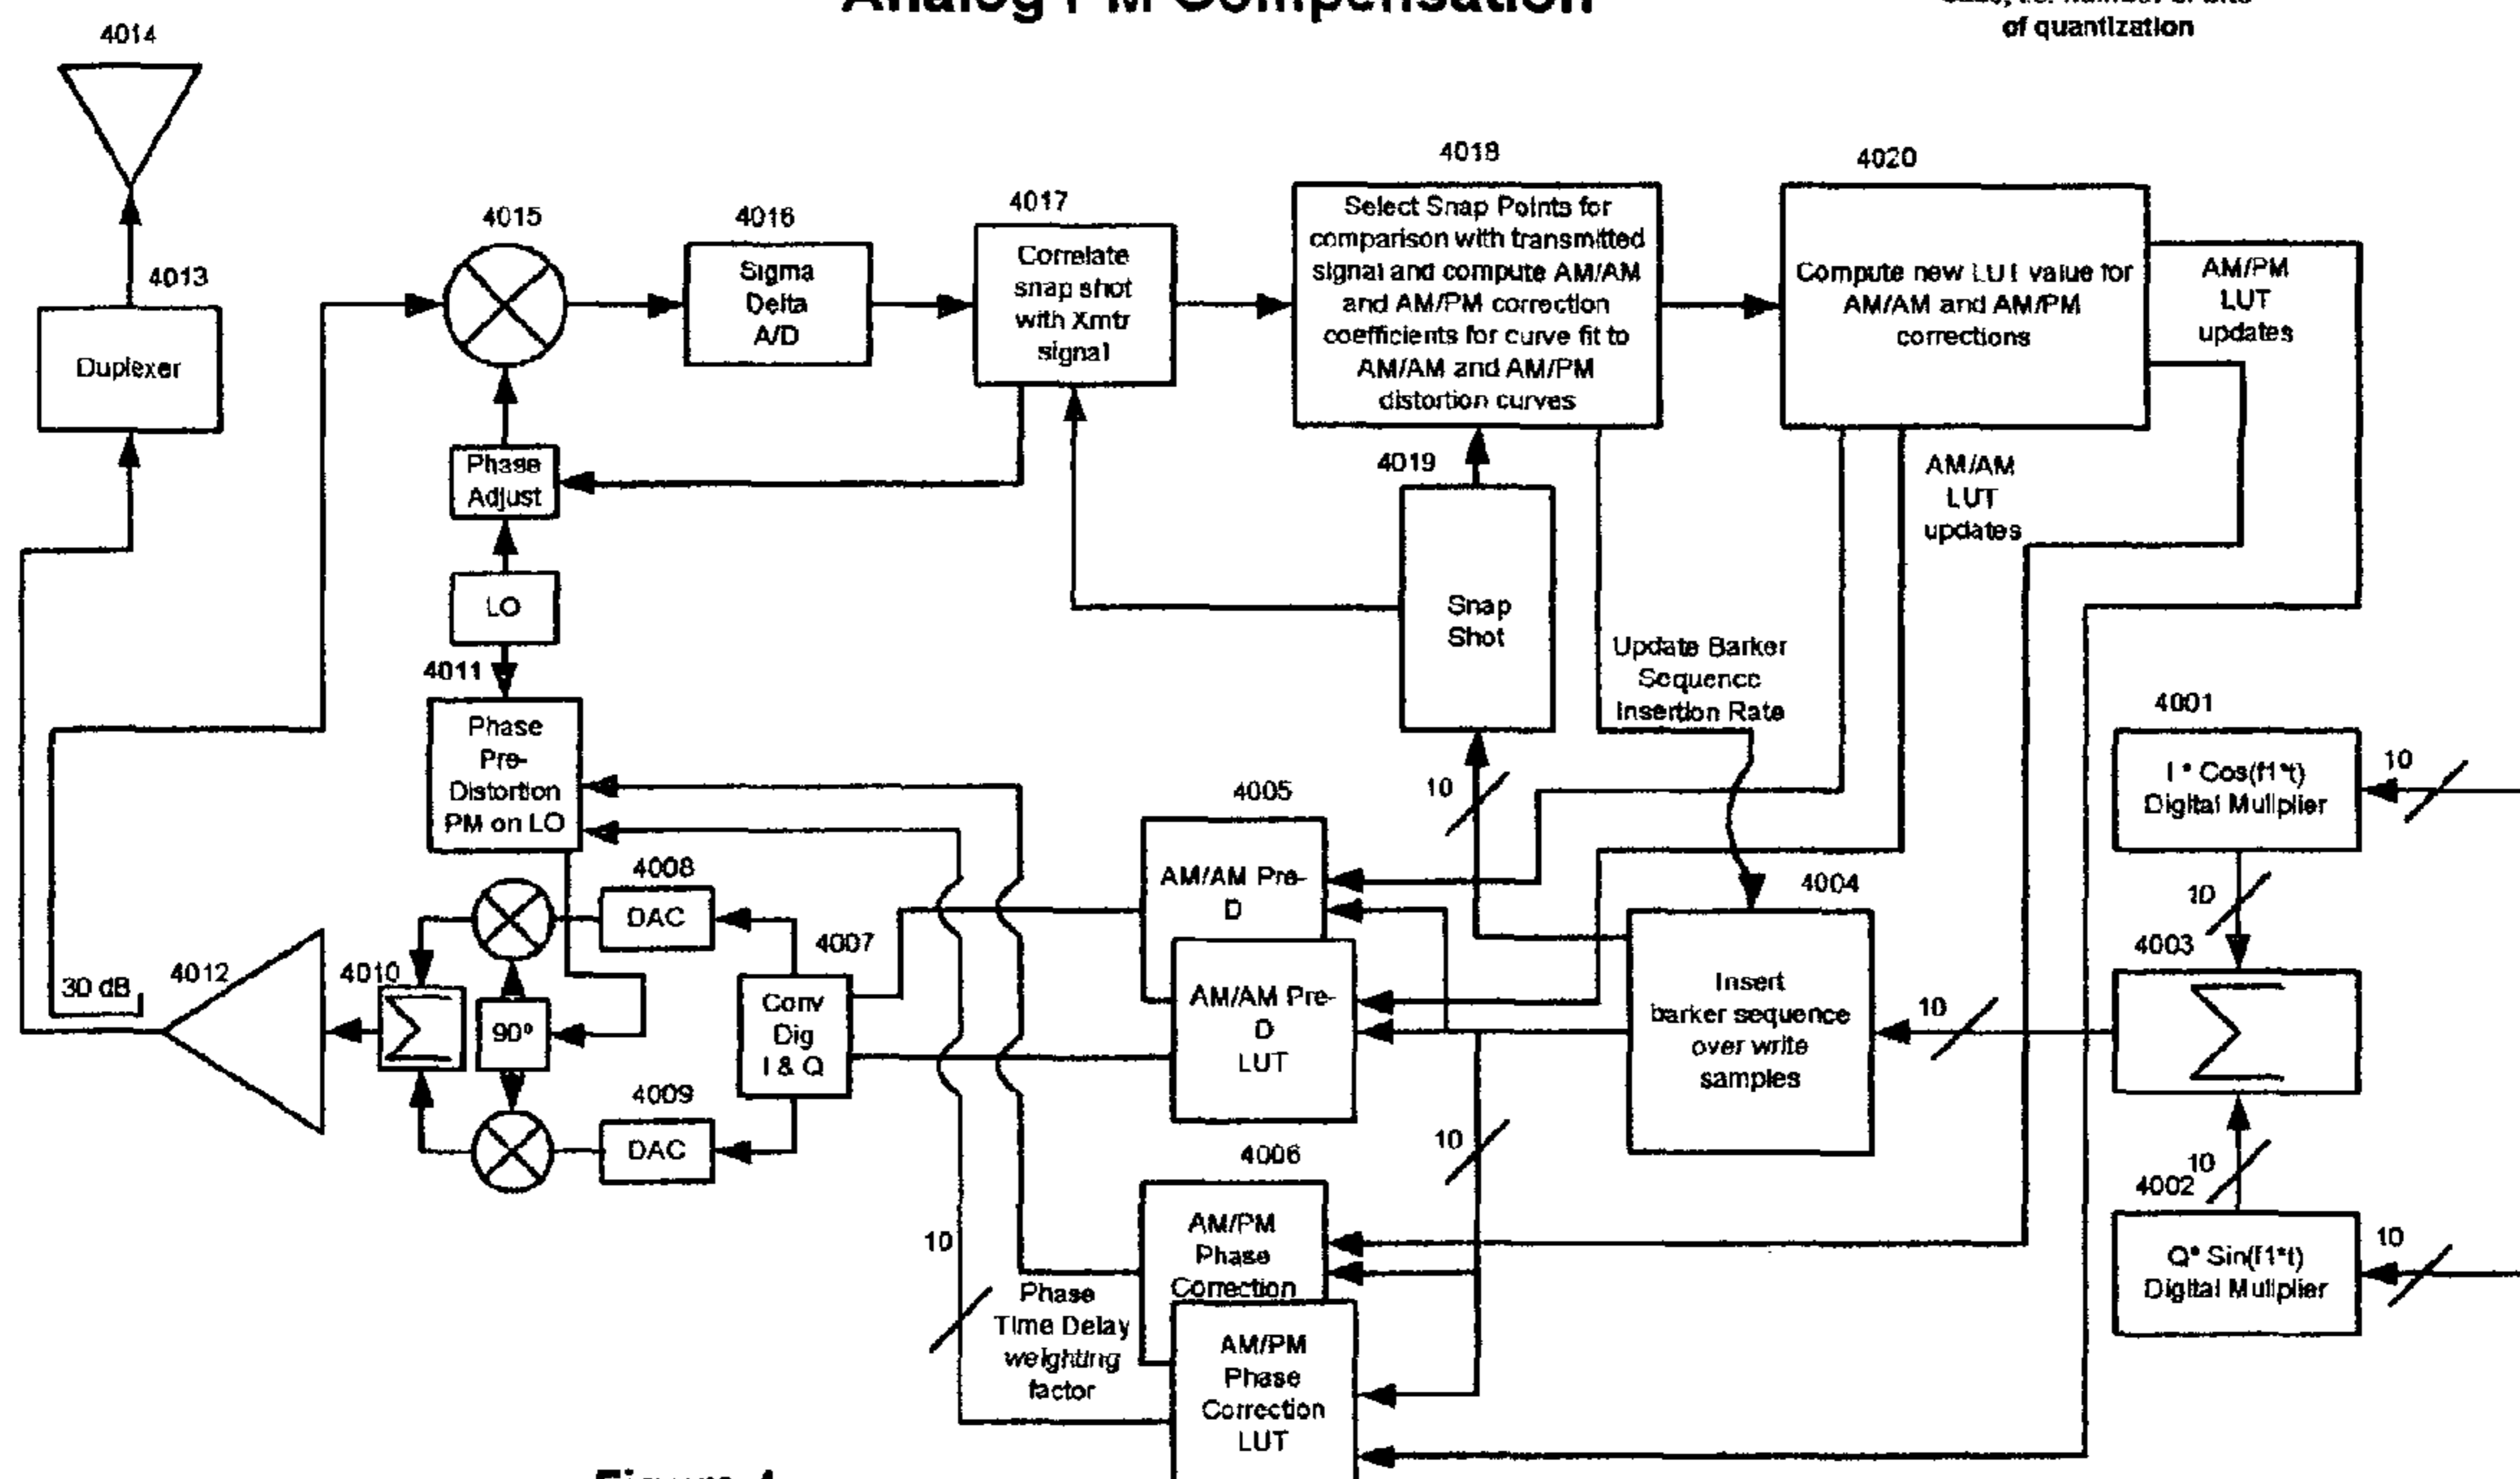 Analog PM Compensation
of quantization
4014
4018
4020
4017
4015
4016
4013
Duplexer
Sigma
Delta
A/D
Correlate
snap shot
with Xmtr
signal
Select Snap Points for
comparison with transmitted
signal and compute AM/AM
and AM/PM correction
coefficients for curve fit to
AM/AM and AM/PM
distortion curves
Compute new LUT value for
AM/AM and AM/PM
corrections
AM/PM
LUT
updates
Phase
Adjust
4019
AM/AM
LUT
updates
LO
Snap
Shot
Update Barker
Sequence
Insertion Rate
4011
Phase
Pre-
Distortion
PM on LO
4001
I * Cos(f1*t)
Digital Muliplier
10
10
4005
AM/AM Pre-
D
4008
DAC
4004
10
4007
4003
30 dB
4012
4010
90º
Conv
Dig
I & Q
AM/AM Pre-
D
LUT
Insert
barker sequence
over write
samples
10
4009
DAC
10
4006
10
4002
AM/PM
Phase
Correction
10
Q* Sin(f1*t)
Digital Muliplier
10
Phase
Time Delay
weighting
factor
AM/PM
Phase
Correction
LUT